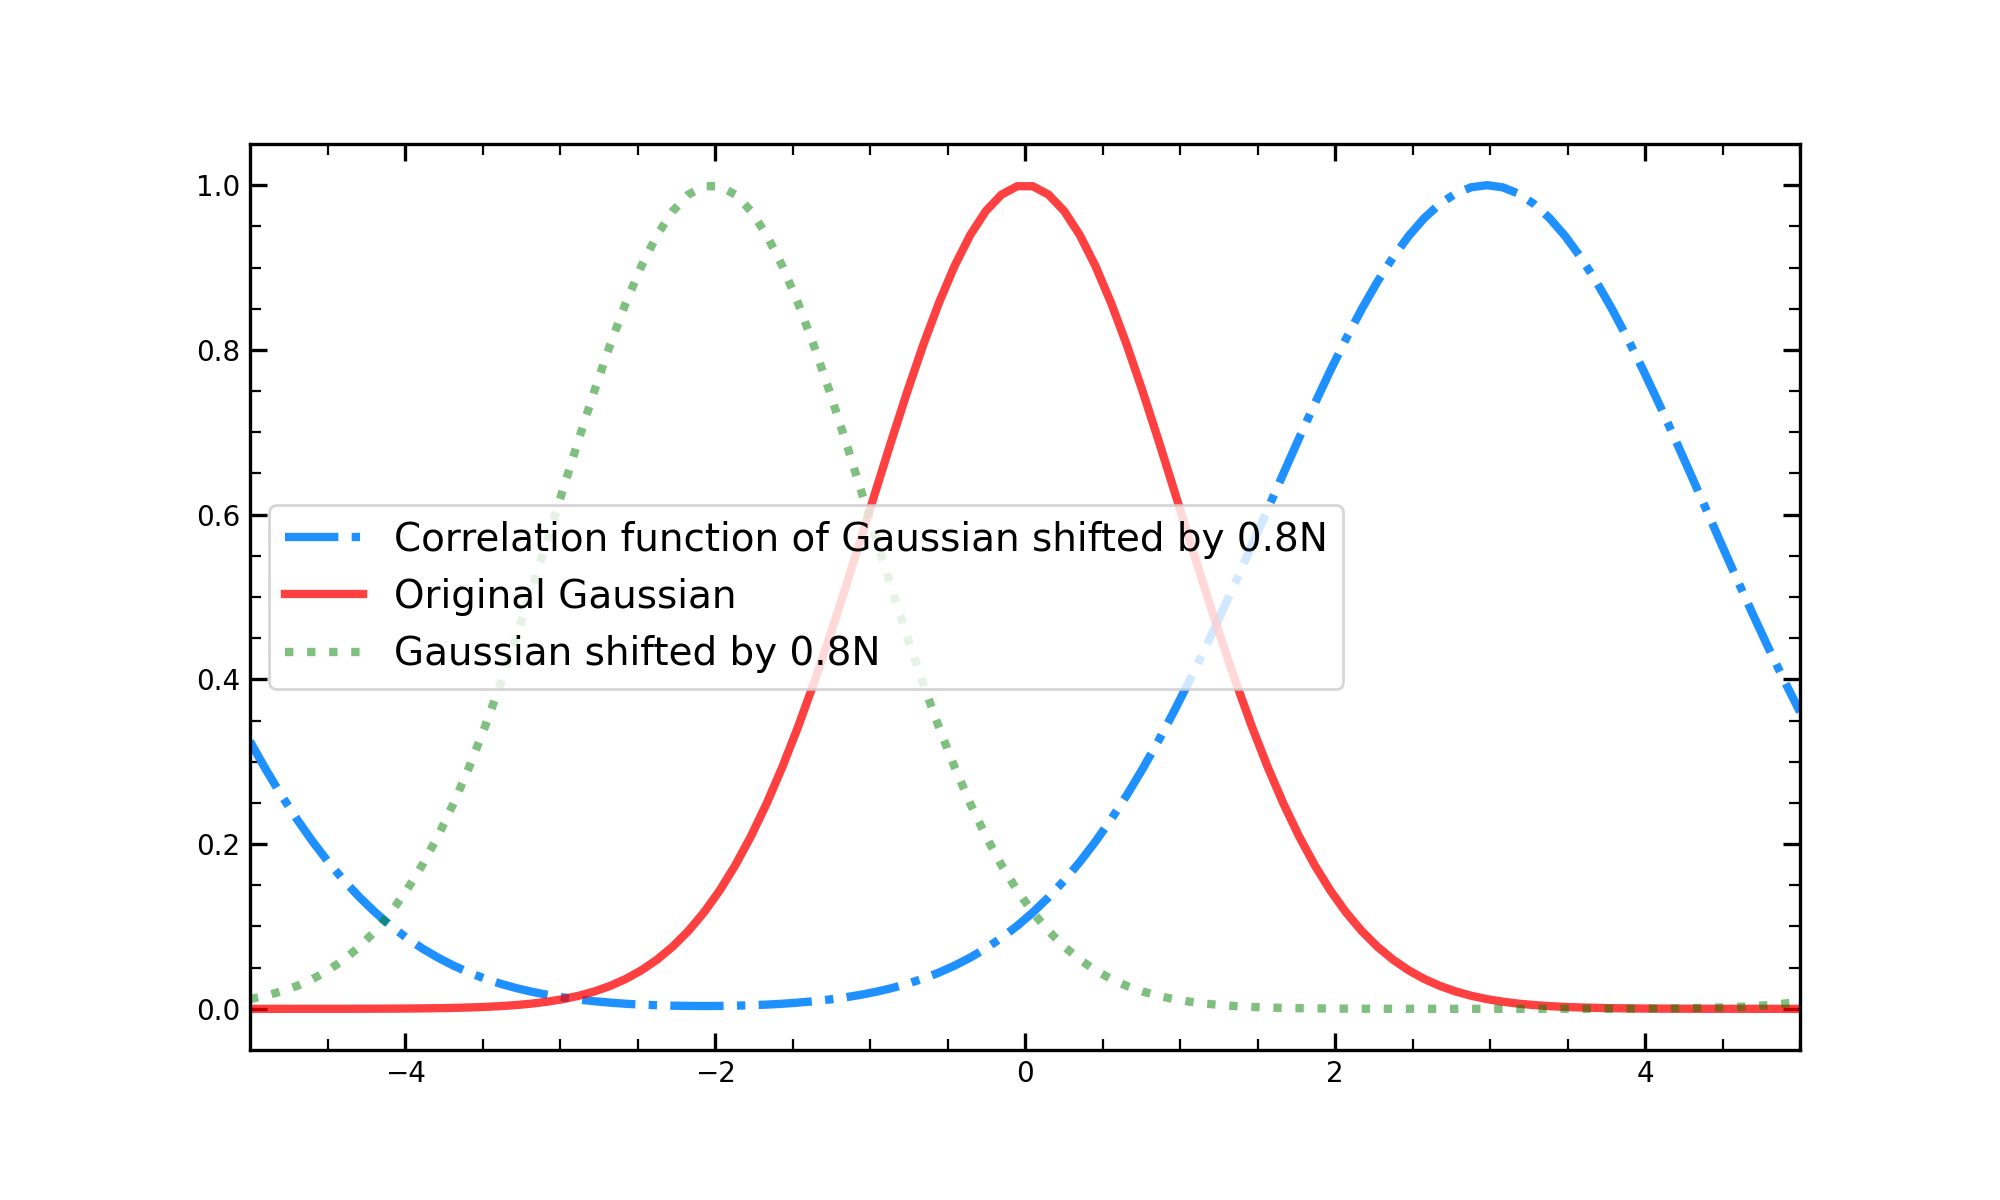 1.0
0.8
0.6
0.4
0.2
0.0
Correlation function of Gaussian shifted by 0.8N
Original Gaussian
Gaussian shifted by 0.8N
−4 −2 0 2 4